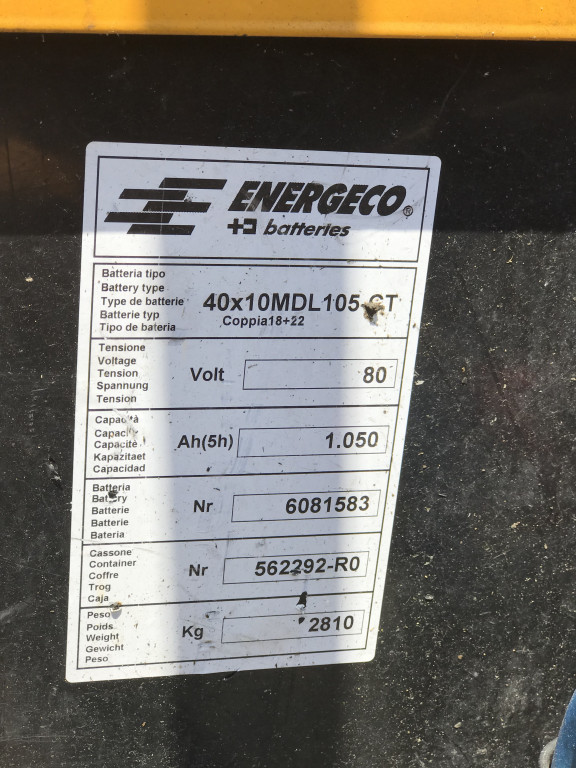 ENERGECO®
+- batteries
Batteria tipo
Battery type
Type de batterie
Batterie typ
Tipo de bateria
40x10MDL105-CT
Coppia18+22
Tensione
Voltage
Tension
Spannung
Tension
Volt
80
Capacità
Capacity
Capacité
Kapazitaet
Capacidad
Ah(5h)
1.050
Batteria
Battery
Batterie
Batterie
Bateria
Nr
6081583
Cassone
Container
Coffre
Trog
Caja
Nr
562292-R0
Peso
Poids
Weight
Gewicht
Peso
Kg
2810